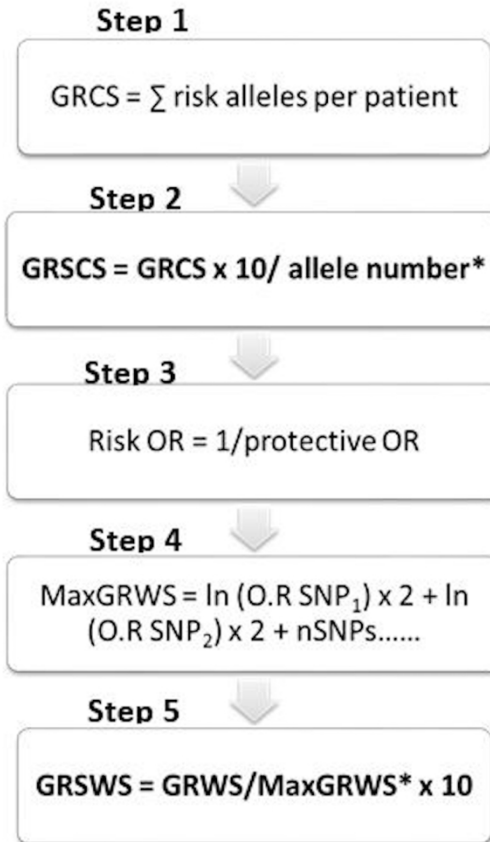 Step 1
GRCS = ∑ risk alleles per patient
Step 2
GRSCS = GRCS x 10/ allele number*
Step 3
Risk OR = 1/protective OR
Step 4
MaxGRWS = ln (O.R SNP₁) x 2 + ln
(O.R SNP₂) x 2 + nSNPs......
Step 5
GRSWS = GRWS/MaxGRWS* x 10